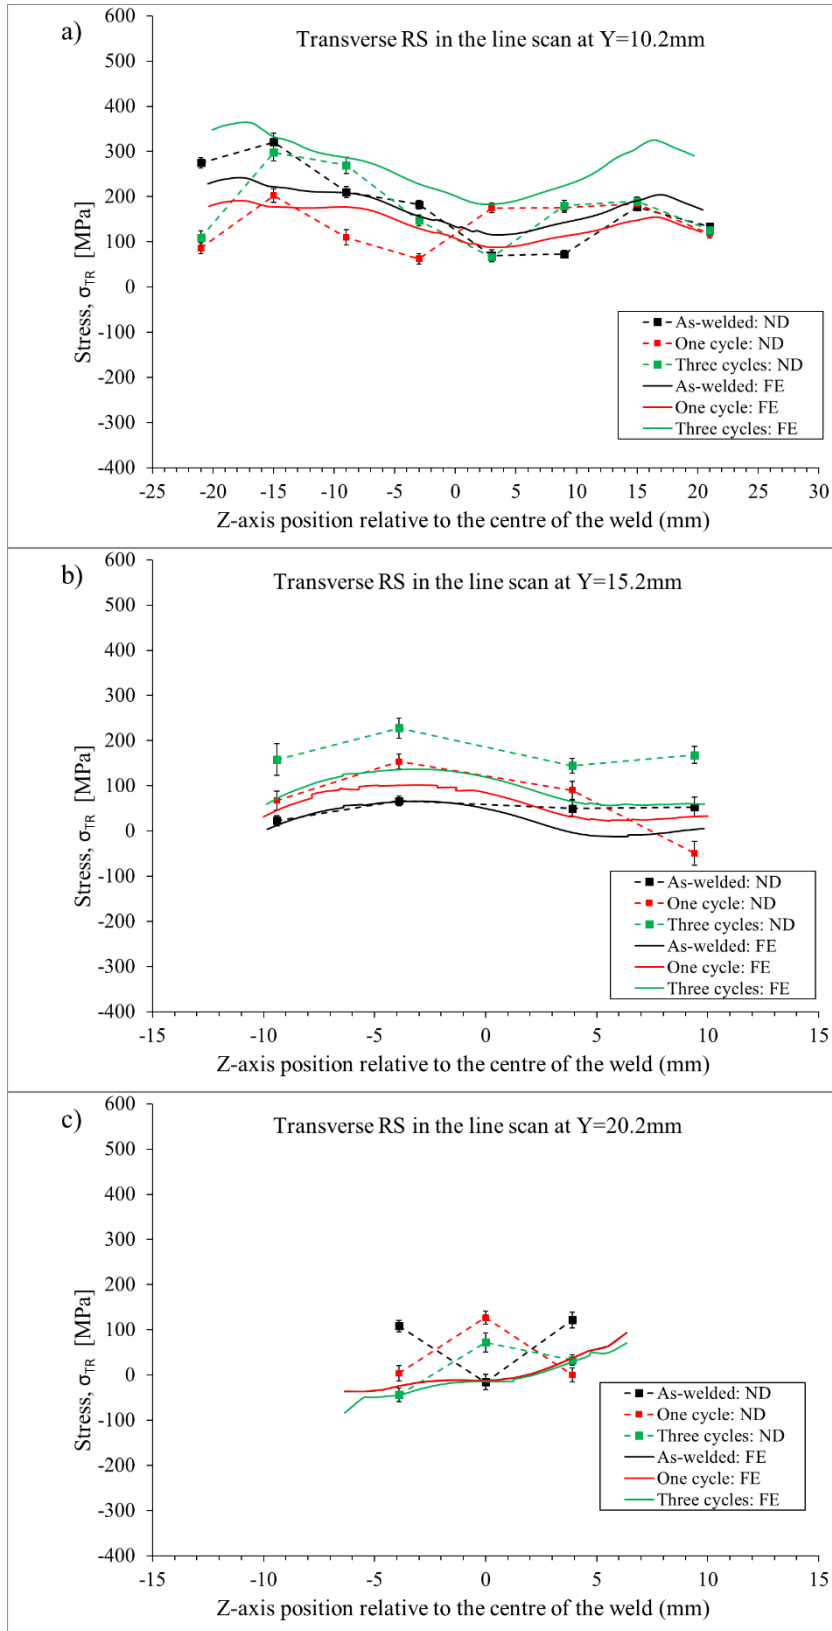 a)
Transverse RS in the line scan at Y=10.2mm
600
500
400
300
200
100
0
-100
-200
-300
-400
Stress, σTR [MPa]
As-welded: ND
One cycle: ND
Three cycles: ND
As-welded: FE
One cycle: FE
Three cycles: FE
-25 -20 -15 -10 -5 0 5 10 15 20 25 30
Z-axis position relative to the centre of the weld (mm)
b)
Transverse RS in the line scan at Y=15.2mm
600
500
400
300
200
100
0
-100
-200
-300
-400
Stress, σTR [MPa]
As-welded: ND
One cycle: ND
Three cycles: ND
As-welded: FE
One cycle: FE
Three cycles: FE
-15 -10 -5 0 5 10 15
Z-axis position relative to the centre of the weld (mm)
c)
Transverse RS in the line scan at Y=20.2mm
600
500
400
300
200
100
0
-100
-200
-300
-400
Stress, σTR [MPa]
As-welded: ND
One cycle: ND
Three cycles: ND
As-welded: FE
One cycle: FE
Three cycles: FE
-15 -10 -5 0 5 10 15
Z-axis position relative to the centre of the weld (mm)